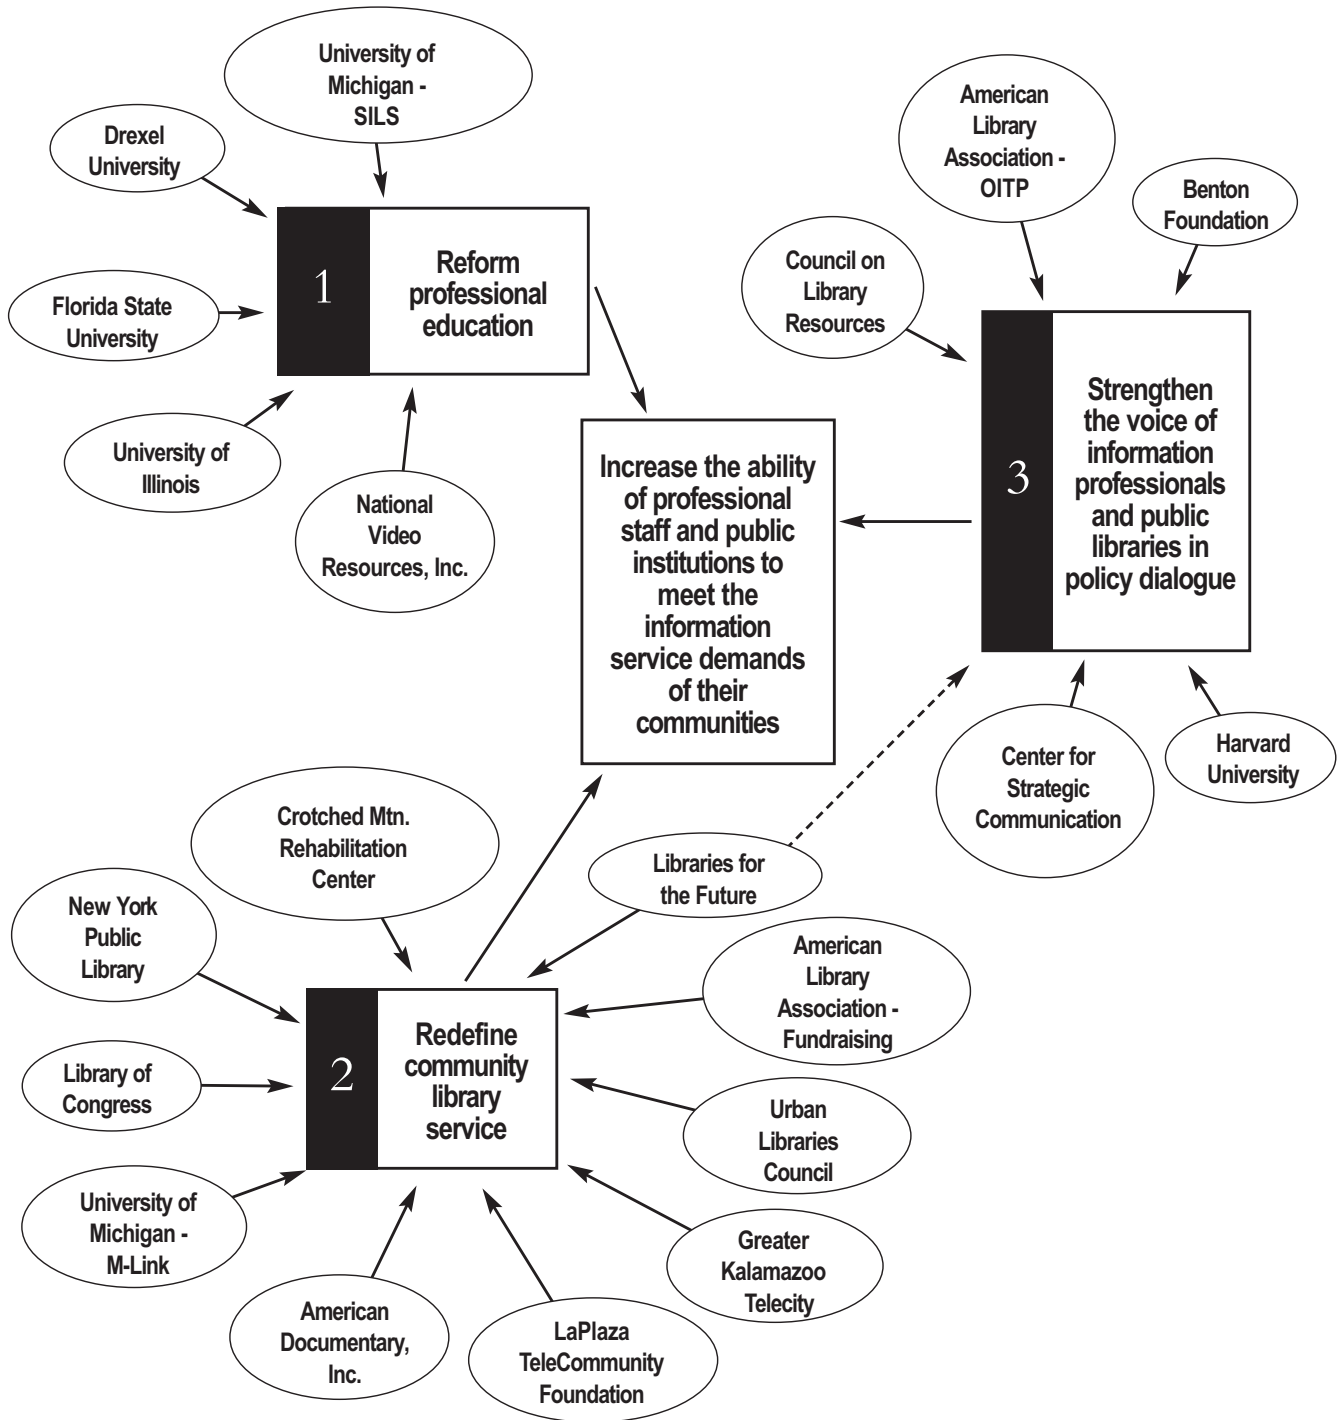 University of
Michigan -
SILS
Drexel
University
1
Reform
professional
education
Florida State
University
University of
Illinois
National
Video
Resources, Inc.
American
Library
Association -
OITP
Benton
Foundation
Council on
Library
Resources
3
Strengthen
the voice of
information
professionals
and public
libraries in
policy dialogue
Increase the ability
of professional
staff and public
institutions to
meet the
information
service demands
of their
communities
Center for
Strategic
Communication
Harvard
University
Crotched Mtn.
Rehabilitation
Center
Libraries for
the Future
New York
Public
Library
American
Library
Association -
Fundraising
2
Redefine
community
library
service
Library of
Congress
Urban
Libraries
Council
University of
Michigan -
M-Link
Greater
Kalamazoo
Telecity
American
Documentary,
Inc.
LaPlaza
TeleCommunity
Foundation